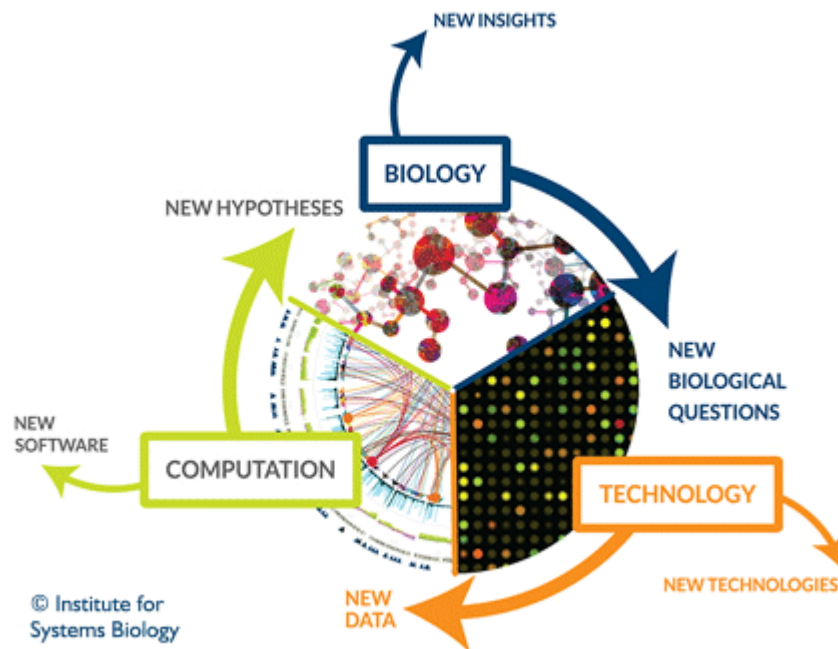 NEW INSIGHTS
BIOLOGY
NEW HYPOTHESES
NEW
BIOLOGICAL
QUESTIONS
NEW
SOFTWARE
COMPUTATION
TECHNOLOGY
NEW TECHNOLOGIES
NEW
DATA
© Institute for
Systems Biology